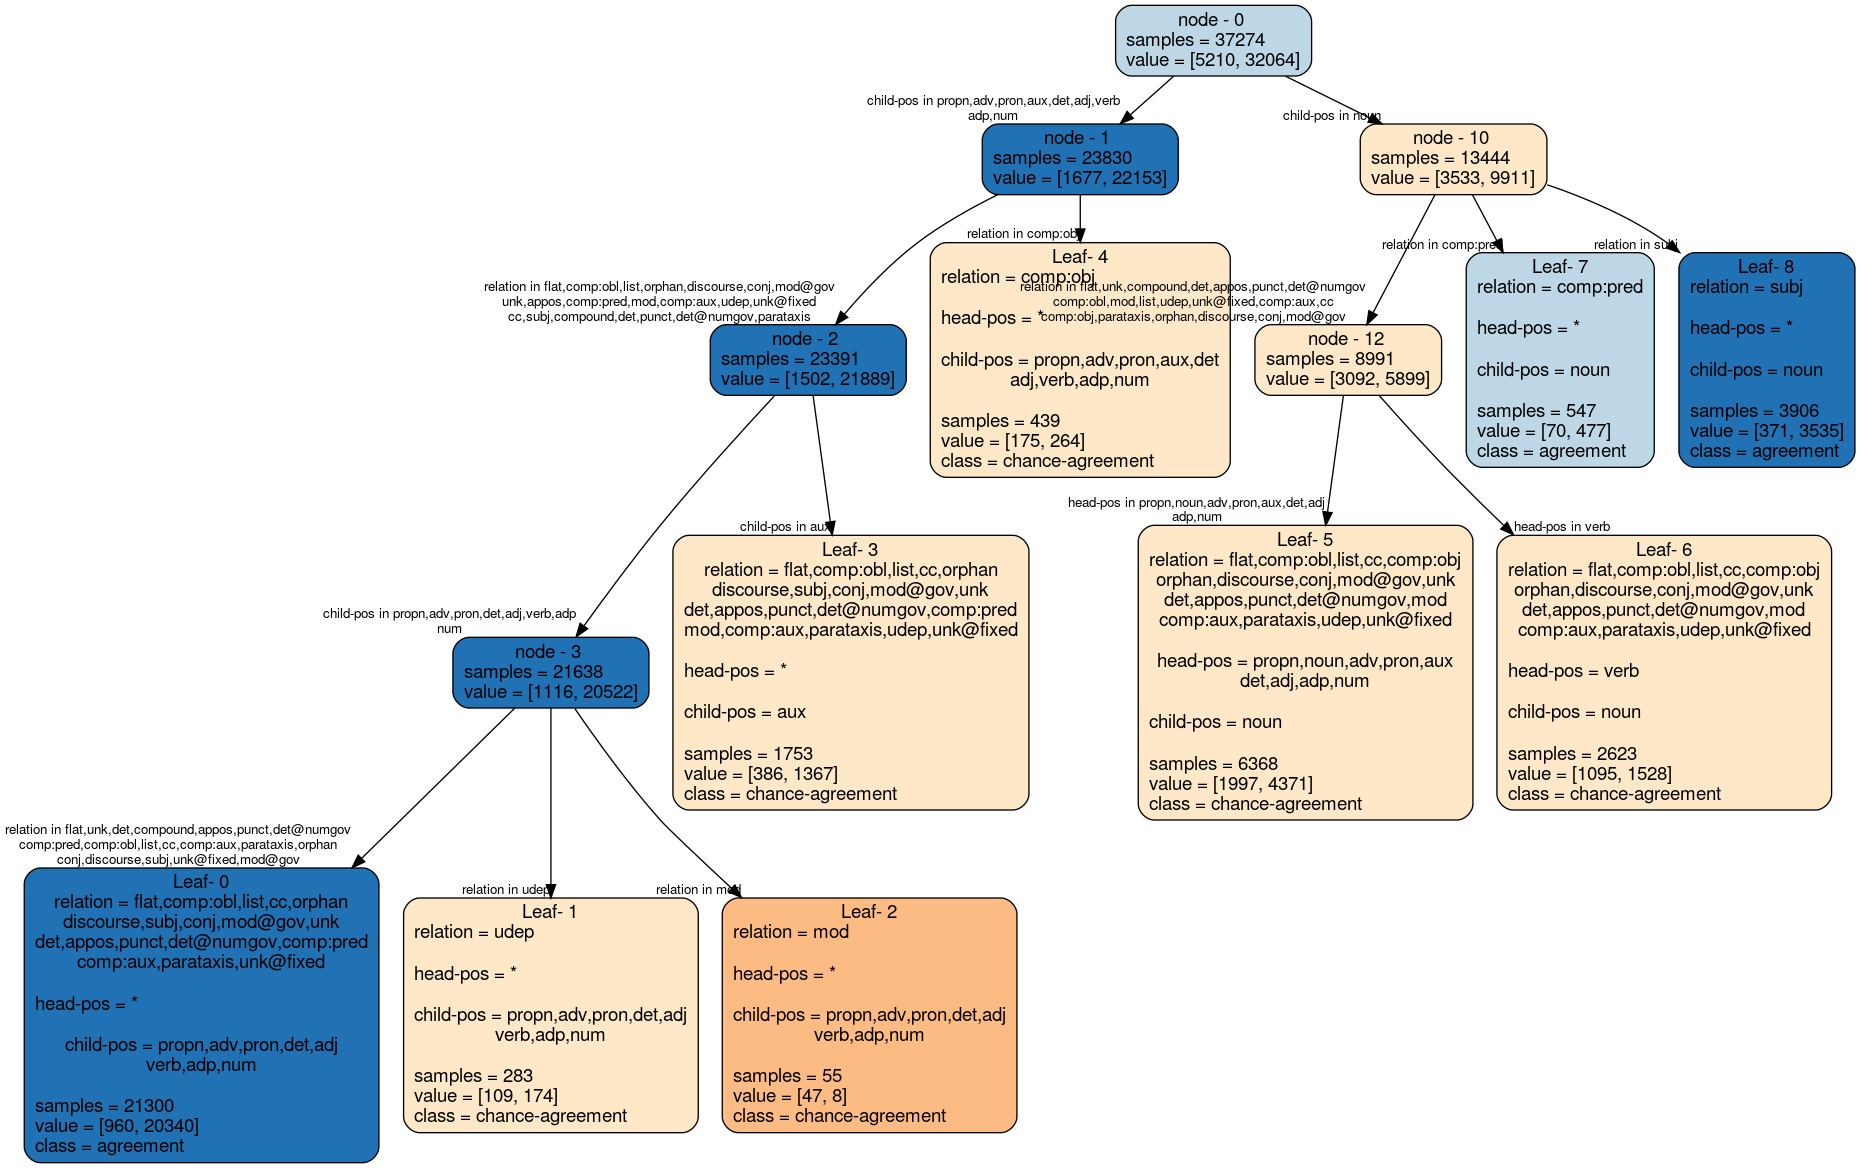 node - 0
samples = 37274
value = [5210, 32064]
child-pos in propn,adv,pron,aux,det,adj,verb
adp,num
child-pos in noun
node - 1
samples = 23830
value = [1677, 22153]
node - 10
samples = 13444
value = [3533, 9911]
relation in flat,comp:obl,list,orphan,discourse,conj,mod@gov
unk,appos,comp:pred,mod,comp:aux,udep,unk@fixed
cc,subj,compound,det,punct,det@numgov,parataxis
relation in comp:obj
relation in flat,unk,compound,det,appos,punct,det@numgov
comp:obl,mod,list,udep,unk@fixed,comp:aux,cc
comp:obj,parataxis,orphan,discourse,conj,mod@gov
relation in comp:pred
relation in subj
node - 2
samples = 23391
value = [1502, 21889]
Leaf- 4
relation = comp:obj
head-pos = *
child-pos = propn,adv,pron,aux,det
adj,verb,adp,num
samples = 439
value = [175, 264]
class = chance-agreement
node - 12
samples = 8991
value = [3092, 5899]
Leaf- 7
relation = comp:pred
head-pos = *
child-pos = noun
samples = 547
value = [70, 477]
class = agreement
Leaf- 8
relation = subj
head-pos = *
child-pos = noun
samples = 3906
value = [371, 3535]
class = agreement
child-pos in propn,adv,pron,det,adj,verb,adp
num
child-pos in aux
head-pos in propn,noun,adv,pron,aux,det,adj
adp,num
head-pos in verb
node - 3
samples = 21638
value = [1116, 20522]
Leaf- 3
relation = flat,comp:obl,list,cc,orphan
discourse,subj,conj,mod@gov,unk
det,appos,punct,det@numgov,comp:pred
mod,comp:aux,parataxis,udep,unk@fixed
head-pos = *
child-pos = aux
samples = 1753
value = [386, 1367]
class = chance-agreement
Leaf- 5
relation = flat,comp:obl,list,cc,comp:obj
orphan,discourse,conj,mod@gov,unk
det,appos,punct,det@numgov,mod
comp:aux,parataxis,udep,unk@fixed
head-pos = propn,noun,adv,pron,aux
det,adj,adp,num
child-pos = noun
samples = 6368
value = [1997, 4371]
class = chance-agreement
Leaf- 6
relation = flat,comp:obl,list,cc,comp:obj
orphan,discourse,conj,mod@gov,unk
det,appos,punct,det@numgov,mod
comp:aux,parataxis,udep,unk@fixed
head-pos = verb
child-pos = noun
samples = 2623
value = [1095, 1528]
class = chance-agreement
relation in flat,unk,det,compound,appos,punct,det@numgov
comp:pred,comp:obl,list,cc,comp:aux,parataxis,orphan
conj,discourse,subj,unk@fixed,mod@gov
relation in udep
relation in mod
Leaf- 0
relation = flat,comp:obl,list,cc,orphan
discourse,subj,conj,mod@gov,unk
det,appos,punct,det@numgov,comp:pred
comp:aux,parataxis,unk@fixed
head-pos = *
child-pos = propn,adv,pron,det,adj
verb,adp,num
samples = 21300
value = [960, 20340]
class = agreement
Leaf- 1
relation = udep
head-pos = *
child-pos = propn,adv,pron,det,adj
verb,adp,num
samples = 283
value = [109, 174]
class = chance-agreement
Leaf- 2
relation = mod
head-pos = *
child-pos = propn,adv,pron,det,adj
verb,adp,num
samples = 55
value = [47, 8]
class = chance-agreement